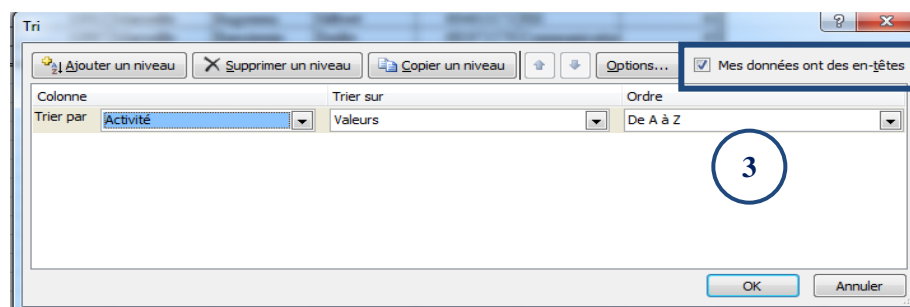 Tri
Ajouter un niveau Supprimer un niveau Copier un niveau Options... Mes données ont des en-têtes
Colonne Trier sur Ordre
Trier par Activité Valeurs De A à Z
3
OK Annuler